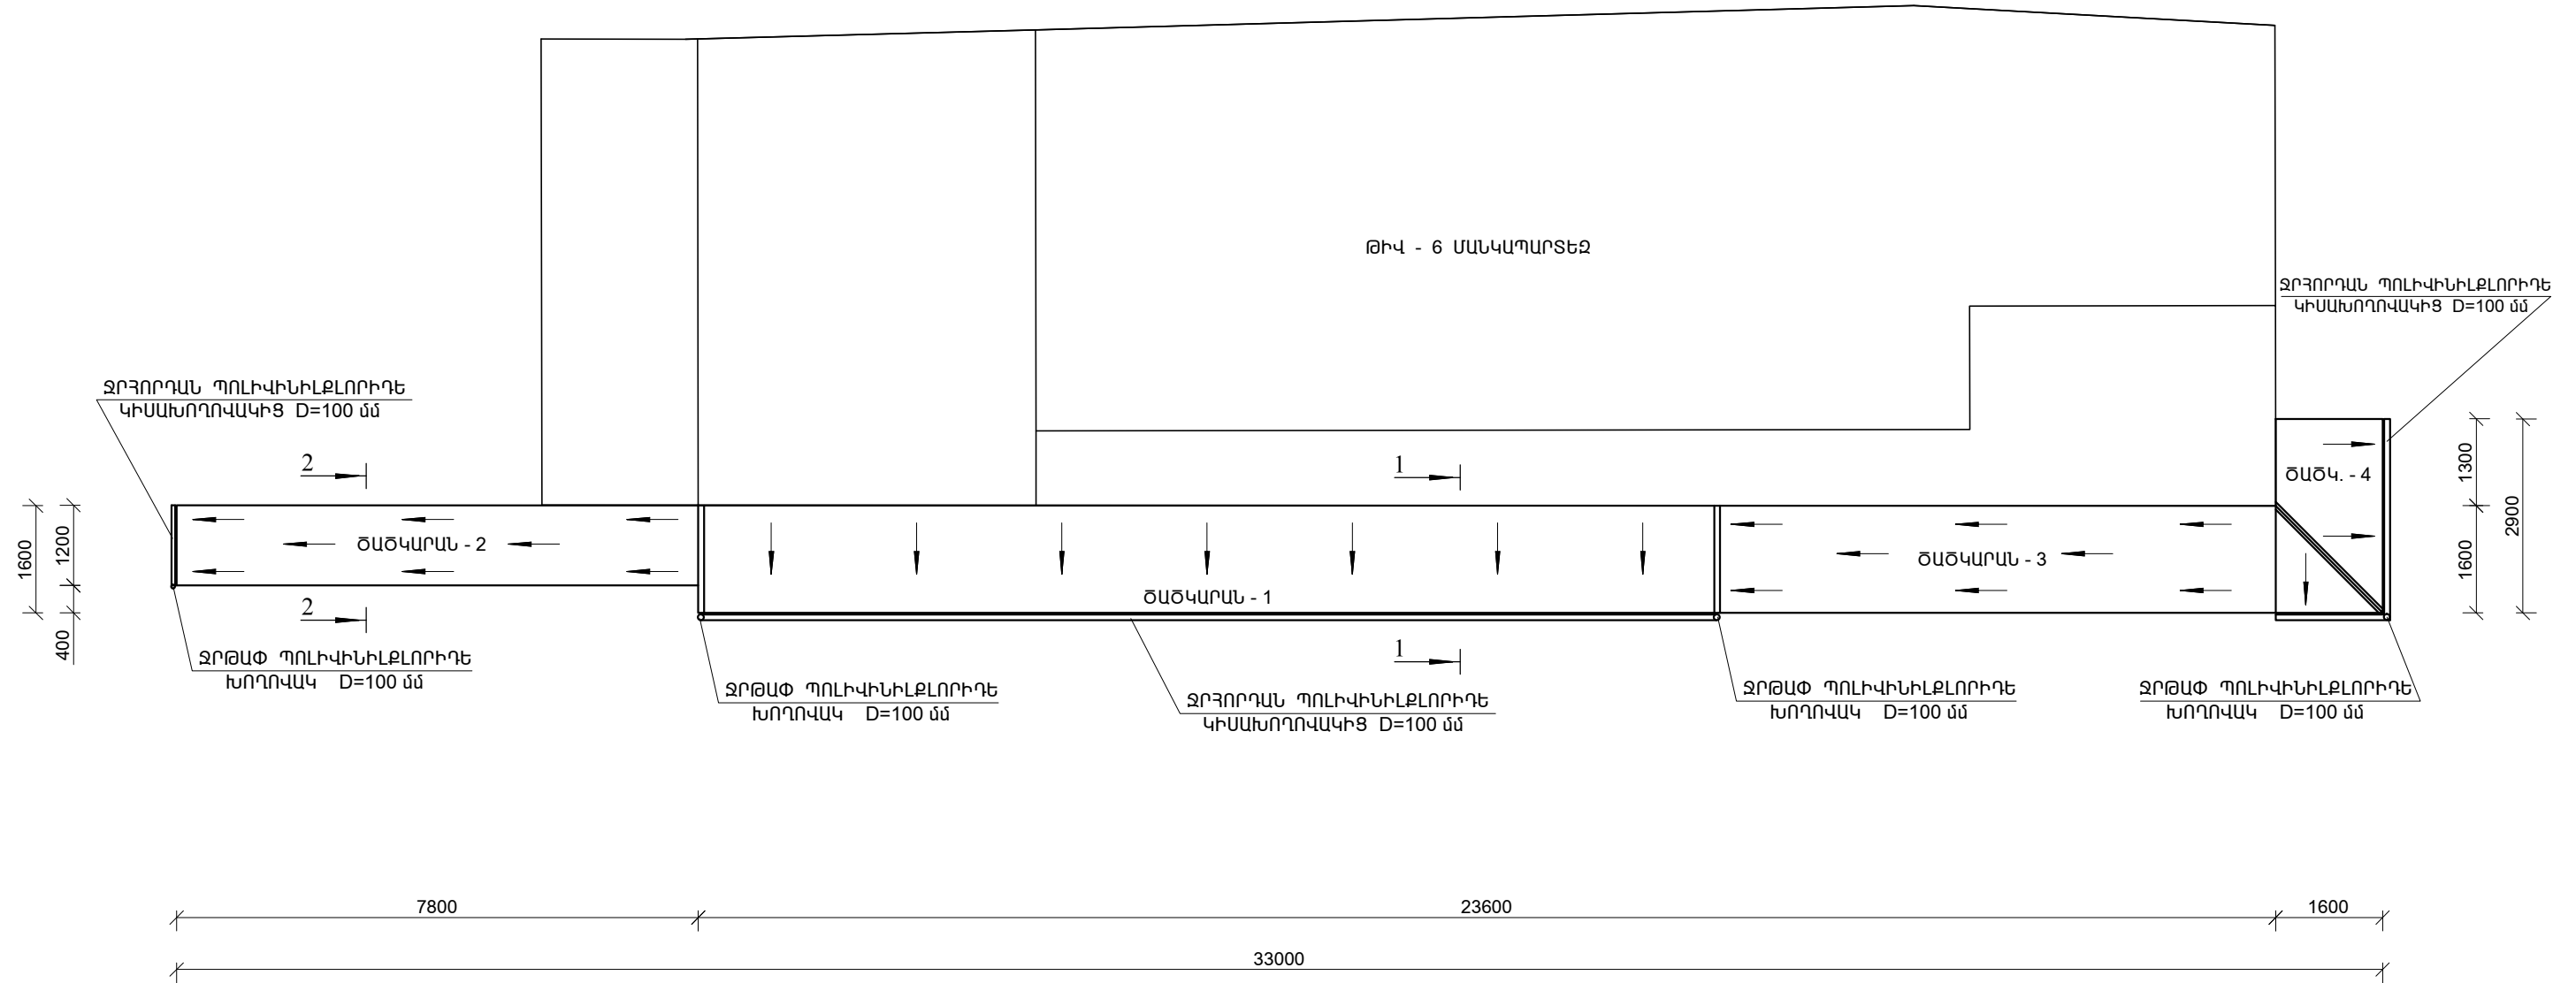 ԹԻՎ - 6 ՄԱՆԿԱՊԱՐՏԵԶ
ՋՐՀՈՐԴԱՆ ՊՈԼԻՎԻՆԻԼՔԼՈՐԻԴԵ
ԿԻՍԱԽՈՂՈՎԱԿԻՑ D=100 մմ
ՋՐՀՈՐԴԱՆ ՊՈԼԻՎԻՆԻԼՔԼՈՐԻԴԵ
ԿԻՍԱԽՈՂՈՎԱԿԻՑ D=100 մմ
2
1
ԾԱԾԿ. - 4
1300
2900
1600
1600
1200
400
ԾԱԾԿԱՐԱՆ - 2
ԾԱԾԿԱՐԱՆ - 3
ԾԱԾԿԱՐԱՆ - 1
2
1
ՋՐԹԱՓ ՊՈԼԻՎԻՆԻԼՔԼՈՐԻԴԵ
ԽՈՂՈՎԱԿ D=100 մմ
ՋՐԹԱՓ ՊՈԼԻՎԻՆԻԼՔԼՈՐԻԴԵ
ԽՈՂՈՎԱԿ D=100 մմ
ՋՐՀՈՐԴԱՆ ՊՈԼԻՎԻՆԻԼՔԼՈՐԻԴԵ
ԿԻՍԱԽՈՂՈՎԱԿԻՑ D=100 մմ
ՋՐԹԱՓ ՊՈԼԻՎԻՆԻԼՔԼՈՐԻԴԵ
ԽՈՂՈՎԱԿ D=100 մմ
ՋՐԹԱՓ ՊՈԼԻՎԻՆԻԼՔԼՈՐԻԴԵ
ԽՈՂՈՎԱԿ D=100 մմ
7800
23600
1600
33000